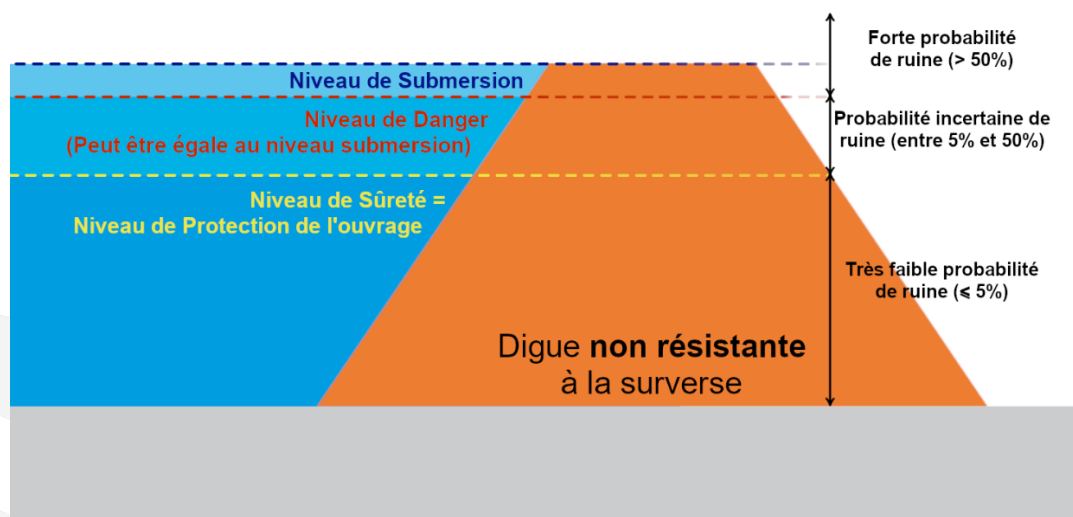 Forte probabilité
de ruine (> 50%)
Niveau de Submersion
Niveau de Danger
(Peut être égale au niveau submersion)
Probabilité incertaine de
ruine (entre 5% et 50%)
Niveau de Sûreté =
Niveau de Protection de l'ouvrage
Très faible probabilité
de ruine (⩽ 5%)
Digue non résistante
à la surverse